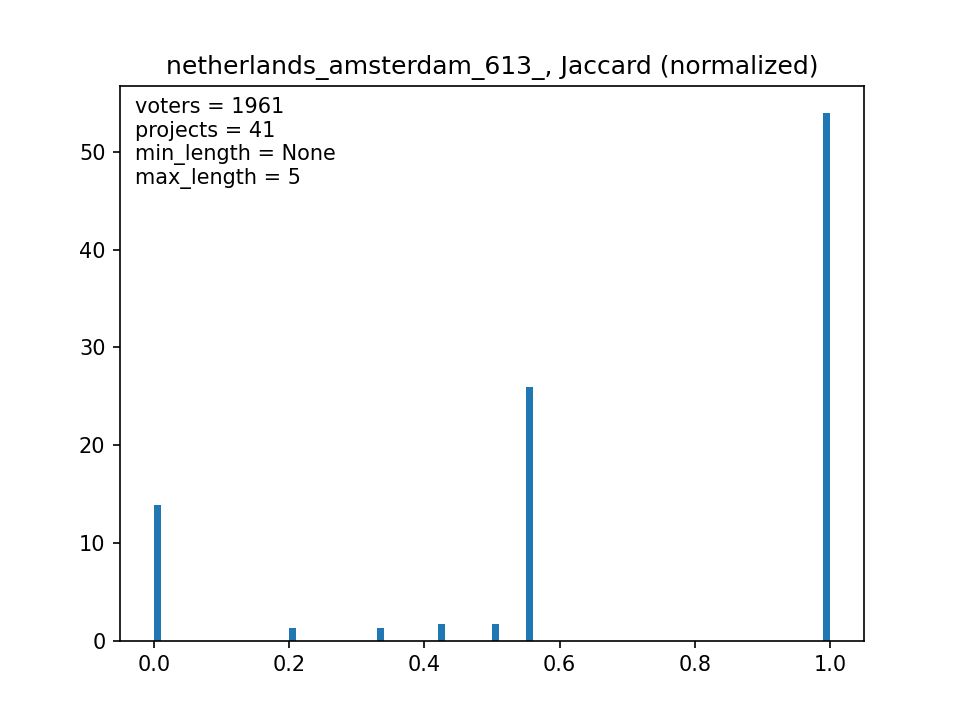 netherlands_amsterdam_613_, Jaccard (normalized)
voters = 1961
projects = 41
min_length = None
max_length = 5
50
40
30
20
10
0
0.0 0.2 0.4 0.6 0.8 1.0